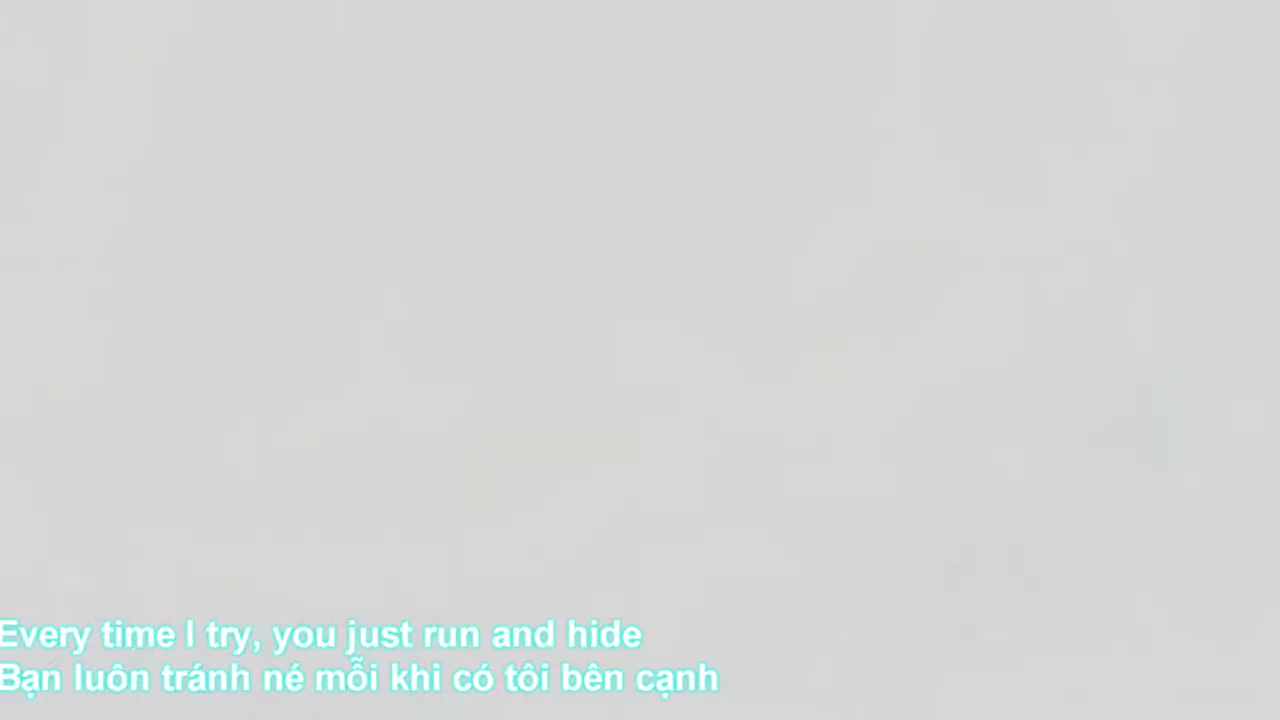 Every time I try, you just run and hide
Bạn luôn tránh né mỗi khi có tôi bên cạnh